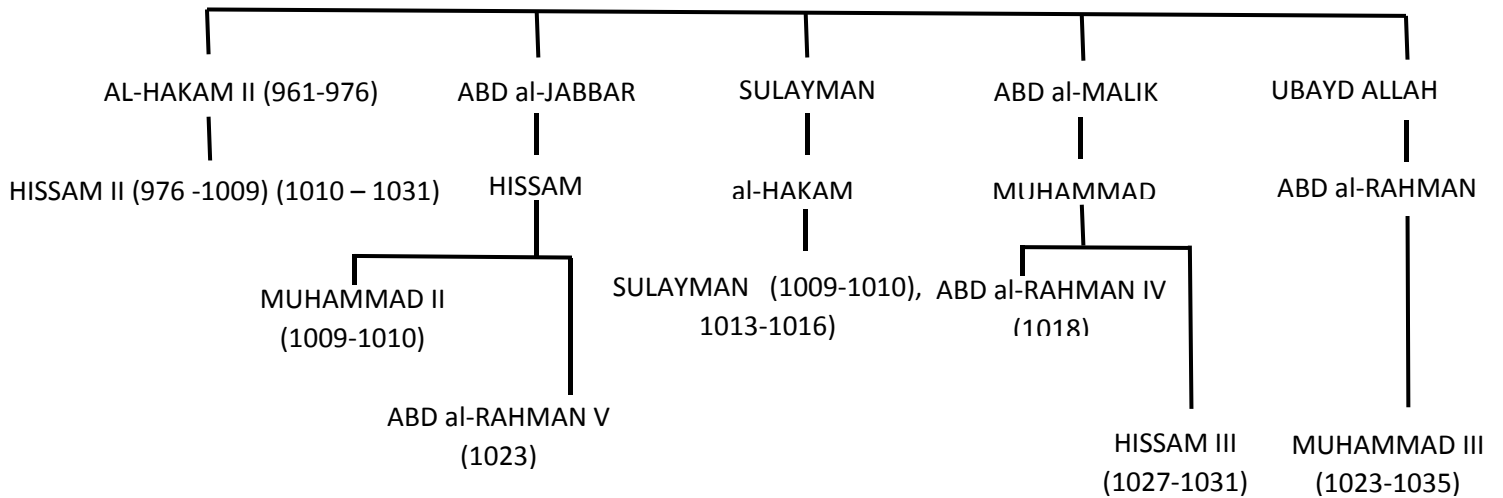 AL-HAKAM II (961-976)
ABD al-JABBAR
SULAYMAN
ABD al-MALIK
UBAYD ALLAH
HISSAM II (976 -1009) (1010 – 1031)
HISSAM
al-HAKAM
MUHAMMAD
ABD al-RAHMAN
MUHAMMAD II
(1009-1010)
SULAYMAN (1009-1010),
1013-1016)
ABD al-RAHMAN IV
(1018)
ABD al-RAHMAN V
(1023)
HISSAM III
(1027-1031)
MUHAMMAD III
(1023-1035)